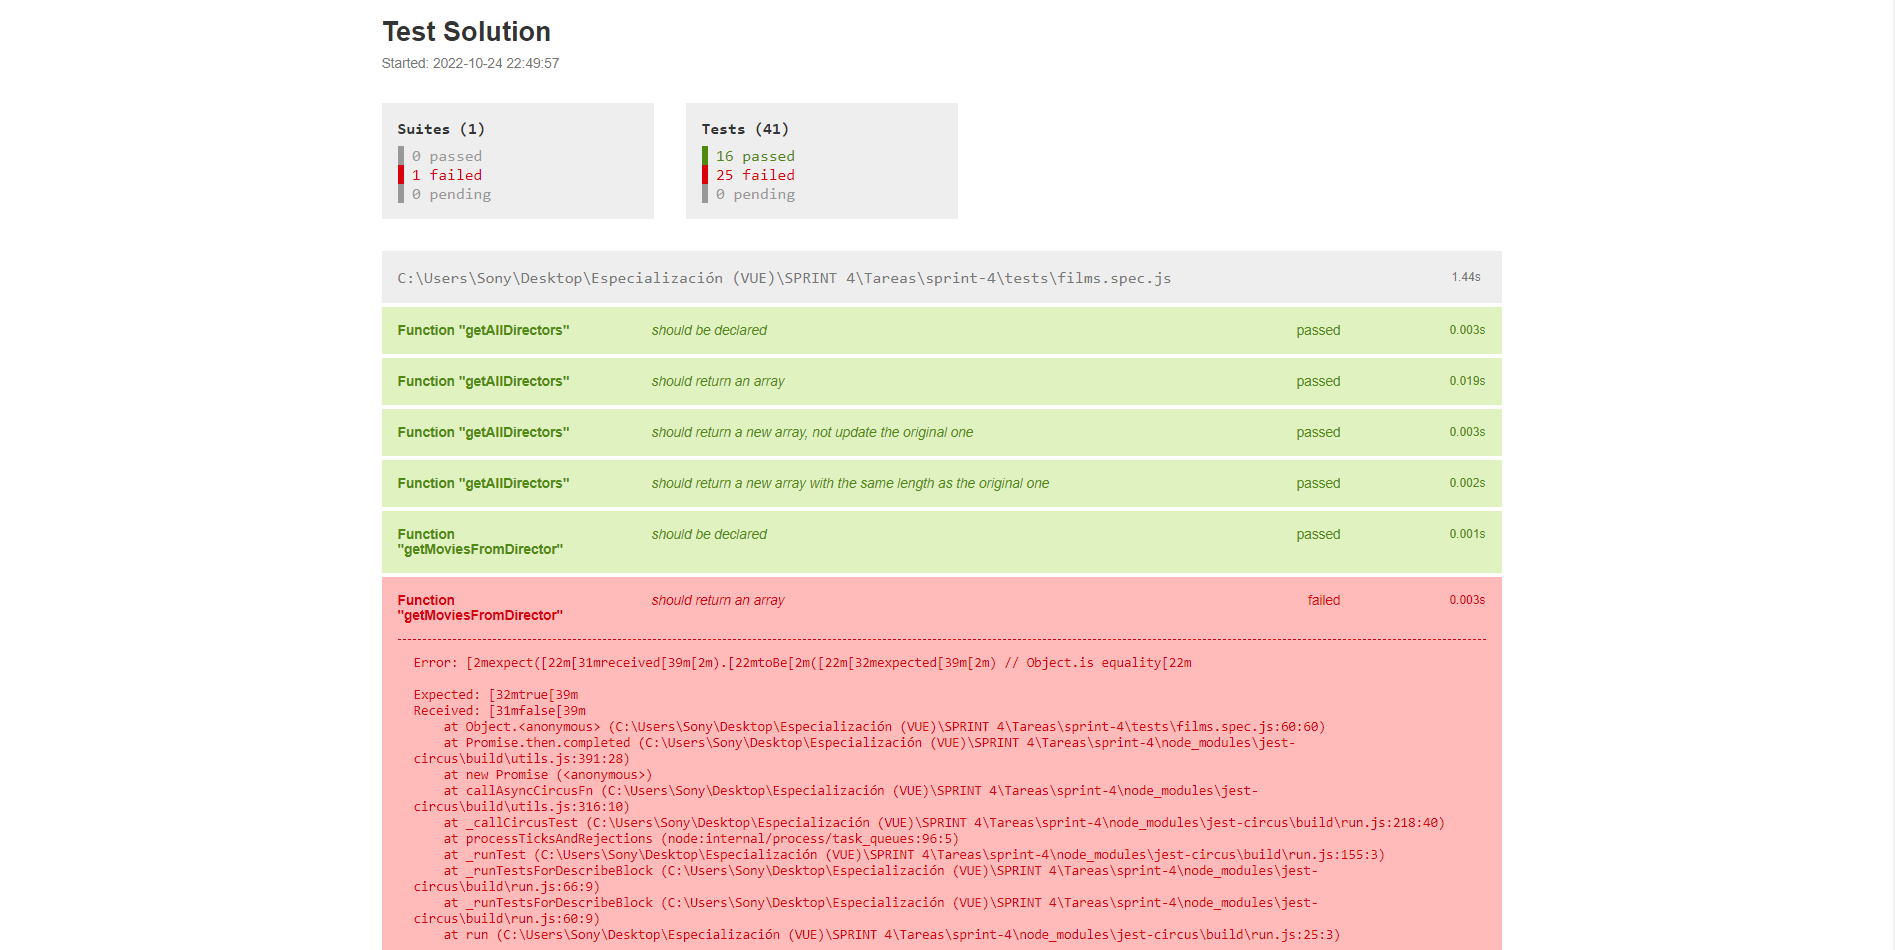 Test Solution
Started: 2022-10-24 22:49:57
Suites (1)
0 passed
1 failed
0 pending
Tests (41)
16 passed
25 failed
0 pending
C:\Users\Sony\Desktop\Especialización (VUE)\SPRINT 4\Tareas\sprint-4\tests\films.spec.js 1.44s
Function "getAllDirectors" should be declared passed 0.003s
Function "getAllDirectors" should return an array passed 0.019s
Function "getAllDirectors" should return a new array, not update the original one passed 0.003s
Function "getAllDirectors" should return a new array with the same length as the original one passed 0.002s
Function should be declared passed 0.001s
"getMoviesFromDirector"
Function should return an array failed 0.003s
"getMoviesFromDirector"
Error: [2mexpect([22m[31mreceived[39m[2m).[22mtoBe[2m([22m[32mexpected[39m[2m) // Object.is equality[22m
Expected: [32mtrue[39m
Received: [31mfalse[39m
at Object.<anonymous> (C:\Users\Sony\Desktop\Especialización (VUE)\SPRINT 4\Tareas\sprint-4\tests\films.spec.js:60:60)
at Promise.then.completed (C:\Users\Sony\Desktop\Especialización (VUE)\SPRINT 4\Tareas\sprint-4\node_modules\jest-
circus\build\utils.js:391:28)
at new Promise (<anonymous>)
at callAsyncCircusFn (C:\Users\Sony\Desktop\Especialización (VUE)\SPRINT 4\Tareas\sprint-4\node_modules\jest-
circus\build\utils.js:316:10)
at _callCircusTest (C:\Users\Sony\Desktop\Especialización (VUE)\SPRINT 4\Tareas\sprint-4\node_modules\jest-circus\build\run.js:218:40)
at processTicksAndRejections (node:internal/process/task_queues:96:5)
at _runTest (C:\Users\Sony\Desktop\Especialización (VUE)\SPRINT 4\Tareas\sprint-4\node_modules\jest-circus\build\run.js:155:3)
at _runTestsForDescribeBlock (C:\Users\Sony\Desktop\Especialización (VUE)\SPRINT 4\Tareas\sprint-4\node_modules\jest-
circus\build\run.js:66:9)
at _runTestsForDescribeBlock (C:\Users\Sony\Desktop\Especialización (VUE)\SPRINT 4\Tareas\sprint-4\node_modules\jest-
circus\build\run.js:60:9)
at run (C:\Users\Sony\Desktop\Especialización (VUE)\SPRINT 4\Tareas\sprint-4\node_modules\jest-circus\build\run.js:25:3)